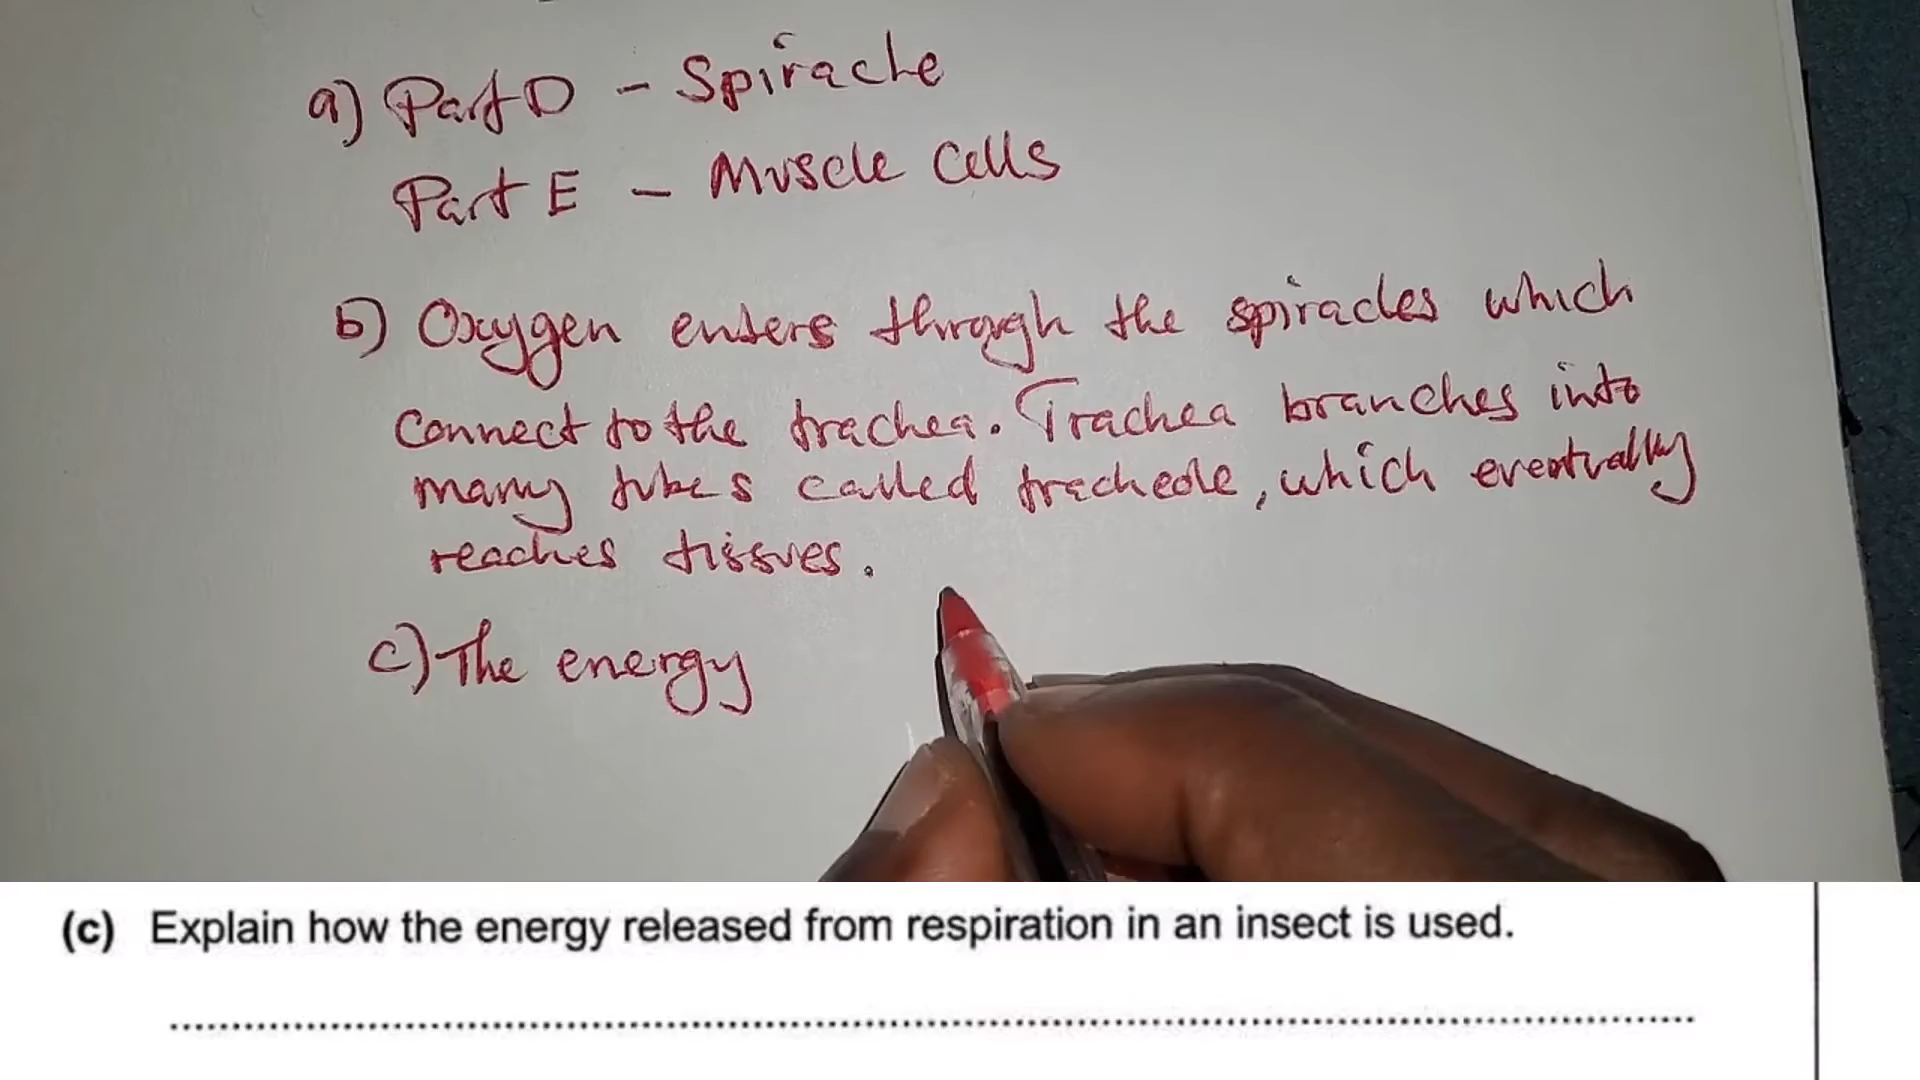 a) Part D - Spiracle
Part E - Muscle Cells
b) Oxygen enters through the spiracles which
Connect to the trachea. Trachea branches into
many tubes called tracheole, which eventually
reaches tissues.
c) The energy
(c) Explain how the energy released from respiration in an insect is used.